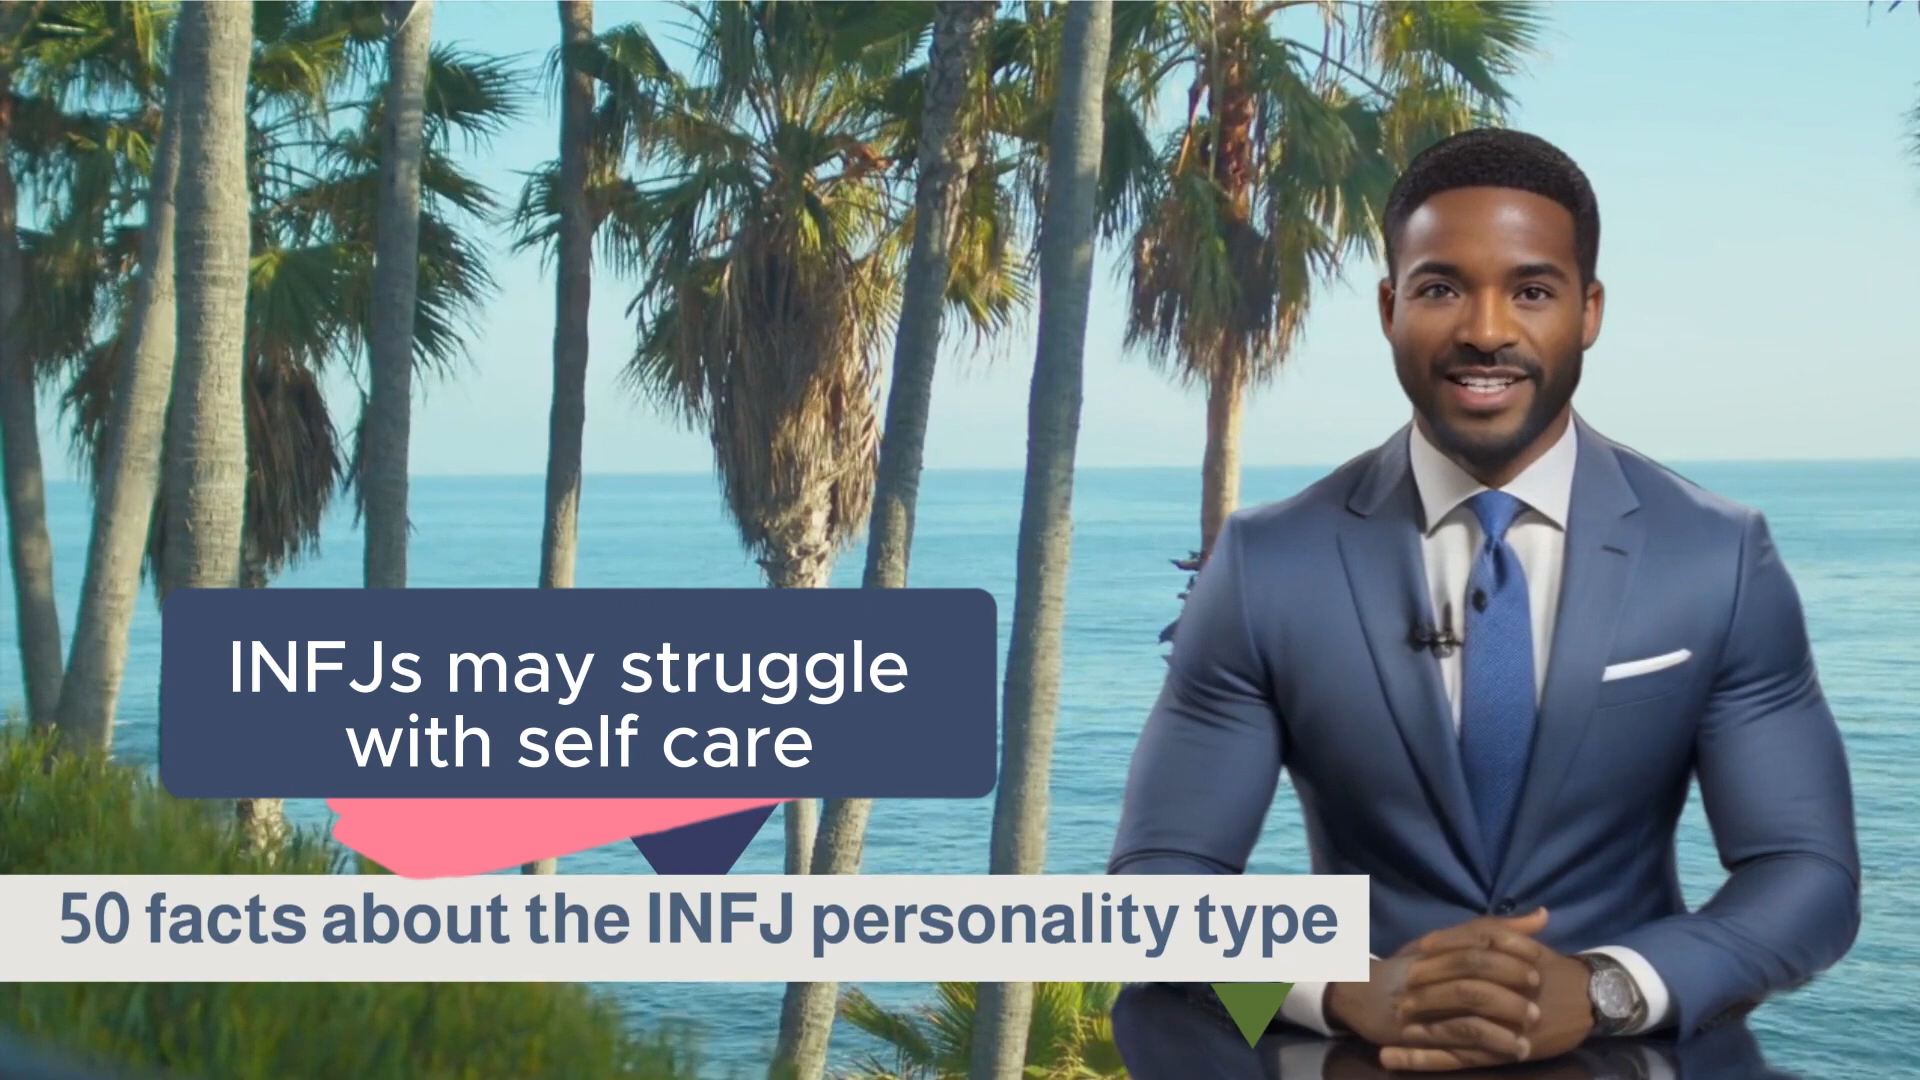 INFJs may struggle
with self care
50 facts about the INFJ personality type